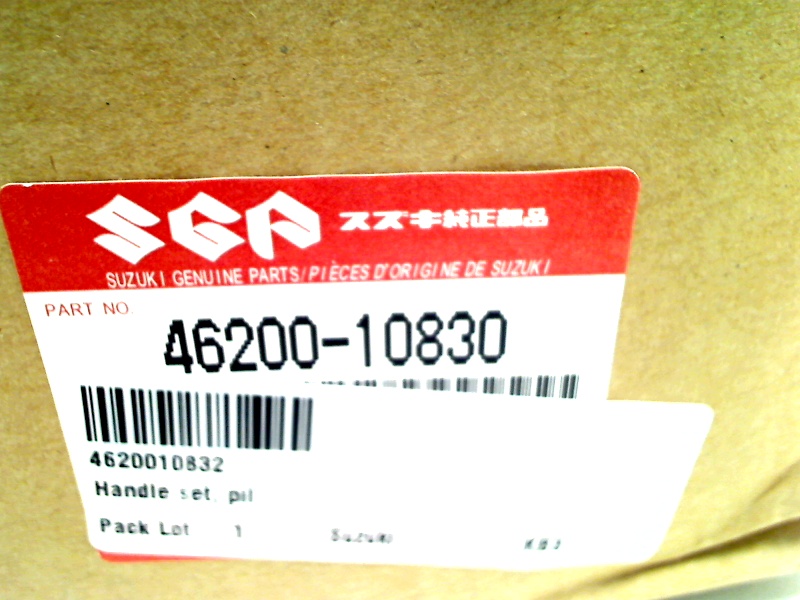 SGP スズキ純正部品
SUZUKI GENUINE PARTS/PIÈCES D'ORIGINE DE SUZUKI
PART NO.
46200-10830
4620010832
Handle set, pil
Pack Lot 1 Suzuki